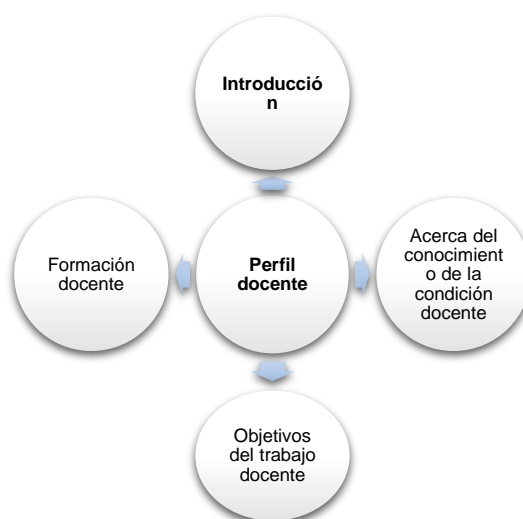 Introducció
n
Formación
docente
Perfil
docente
Acerca del
conocimient
o de la
condición
docente
Objetivos
del trabajo
docente